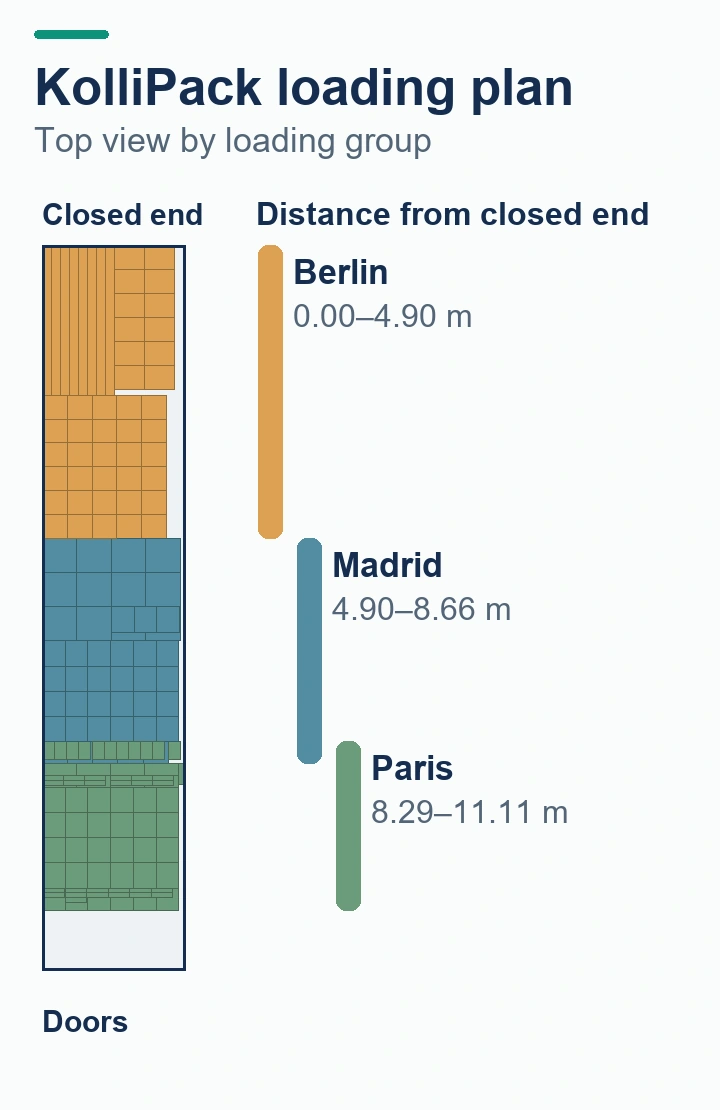 KolliPack loading plan
Top view by loading group
Closed end
Distance from closed end
Berlin
0.00–4.90 m
Madrid
4.90–8.66 m
Paris
8.29–11.11 m
Doors